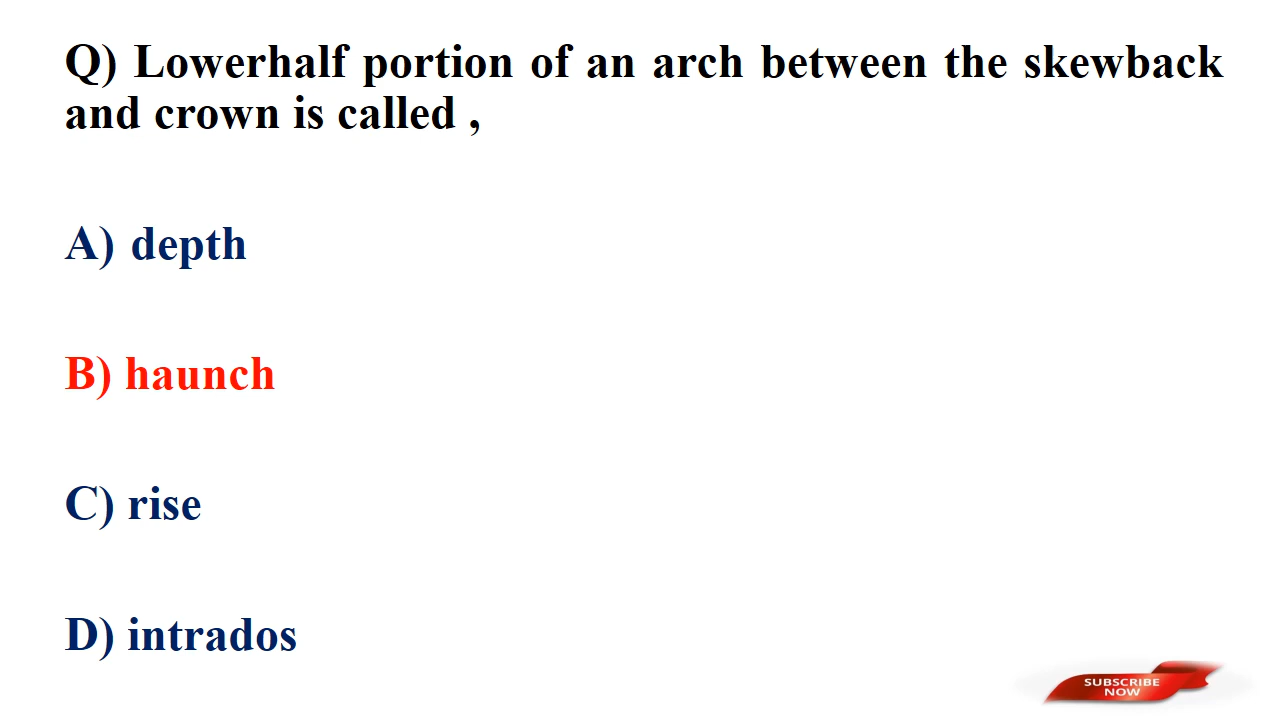 Q) Lowerhalf portion of an arch between the skewback
and crown is called ,
A) depth
B) haunch
C) rise
D) intrados
SUBSCRIBE
NOW